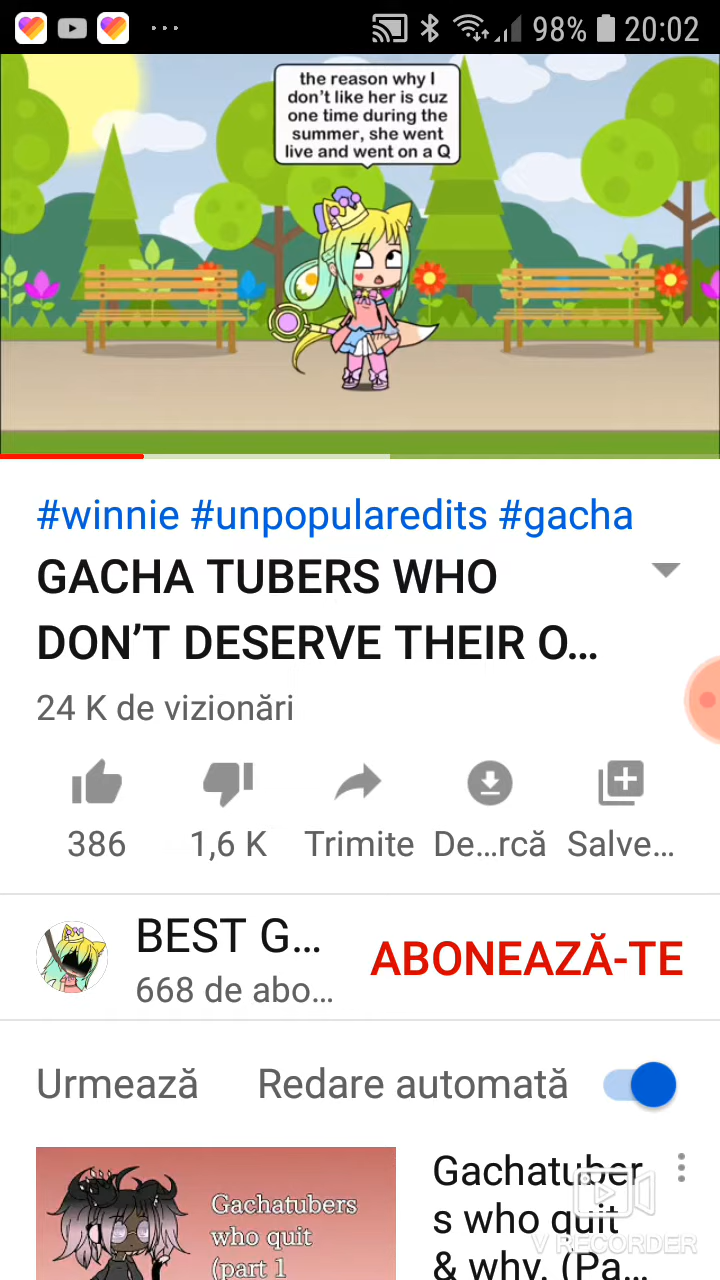 98% 20:02
the reason why I
don't like her is cuz
one time during the
summer, she went
live and went on a Q
#winnie #unpopularedits #gacha
GACHA TUBERS WHO
DON'T DESERVE THEIR O...
24 K de vizionări
386 1,6 K Trimite De...rcă Salve...
BEST G...
668 de abo...
ABONEAZĂ-TE
Urmează Redare automată
Gachatubers
who quit
(part 1
Gachatuber
s who quit
& why. (Pa...
V RECORDER